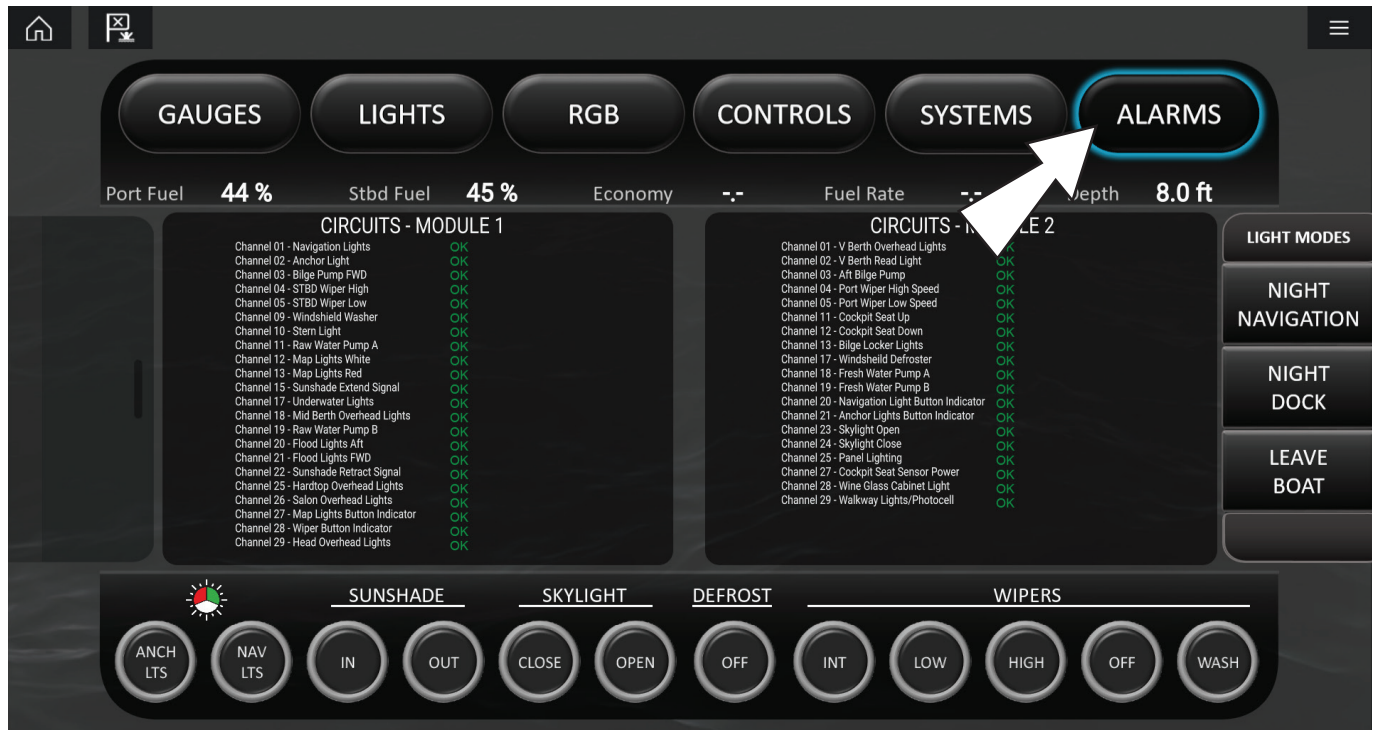 GAUGES LIGHTS RGB CONTROLS SYSTEMS ALARMS
Port Fuel 44 % Stbd Fuel 45 % Economy -.- Fuel Rate -.- Depth 8.0 ft
CIRCUITS - MODULE 1
Channel 01 - Navigation Lights OK
Channel 02 - Anchor Light OK
Channel 03 - Bilge Pump FWD OK
Channel 04 - STBD Wiper High OK
Channel 05 - STBD Wiper Low OK
Channel 09 - Windshield Washer OK
Channel 10 - Stern Light OK
Channel 11 - Raw Water Pump A OK
Channel 12 - Map Lights White OK
Channel 13 - Map Lights Red OK
Channel 15 - Sunshade Extend Signal OK
Channel 17 - Underwater Lights OK
Channel 18 - Mid Berth Overhead Lights OK
Channel 19 - Raw Water Pump B OK
Channel 20 - Flood Lights Aft OK
Channel 21 - Flood Lights FWD OK
Channel 22 - Sunshade Retract Signal OK
Channel 25 - Hardtop Overhead Lights OK
Channel 26 - Salon Overhead Lights OK
Channel 27 - Map Lights Button Indicator OK
Channel 28 - Wiper Button Indicator OK
Channel 29 - Head Overhead Lights OK
CIRCUITS - MODULE 2
Channel 01 - V Berth Overhead Lights OK
Channel 02 - V Berth Read Light OK
Channel 03 - Aft Bilge Pump OK
Channel 04 - Port Wiper High Speed OK
Channel 05 - Port Wiper Low Speed OK
Channel 11 - Cockpit Seat Up OK
Channel 12 - Cockpit Seat Down OK
Channel 13 - Bilge Locker Lights OK
Channel 17 - Windsheild Defroster OK
Channel 18 - Fresh Water Pump A OK
Channel 19 - Fresh Water Pump B OK
Channel 20 - Navigation Light Button Indicator OK
Channel 21 - Anchor Lights Button Indicator OK
Channel 23 - Skylight Open OK
Channel 24 - Skylight Close OK
Channel 25 - Panel Lighting OK
Channel 27 - Cockpit Seat Sensor Power OK
Channel 28 - Wine Glass Cabinet Light OK
Channel 29 - Walkway Lights/Photocell OK
LIGHT MODES
NIGHT
NAVIGATION
NIGHT
DOCK
LEAVE
BOAT
SUNSHADE SKYLIGHT DEFROST WIPERS
ANCH
LTS
NAV
LTS
IN OUT CLOSE OPEN OFF INT LOW HIGH OFF WASH